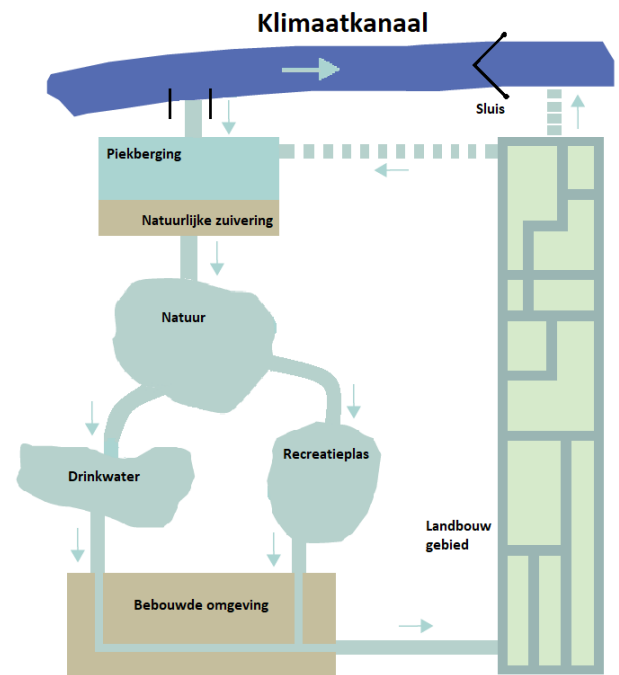 Klimaatkanaal
Sluis
Piekberging
Natuurlijke zuivering
Natuur
Recreatieplas
Drinkwater
Landbouw
gebied
Bebouwde omgeving